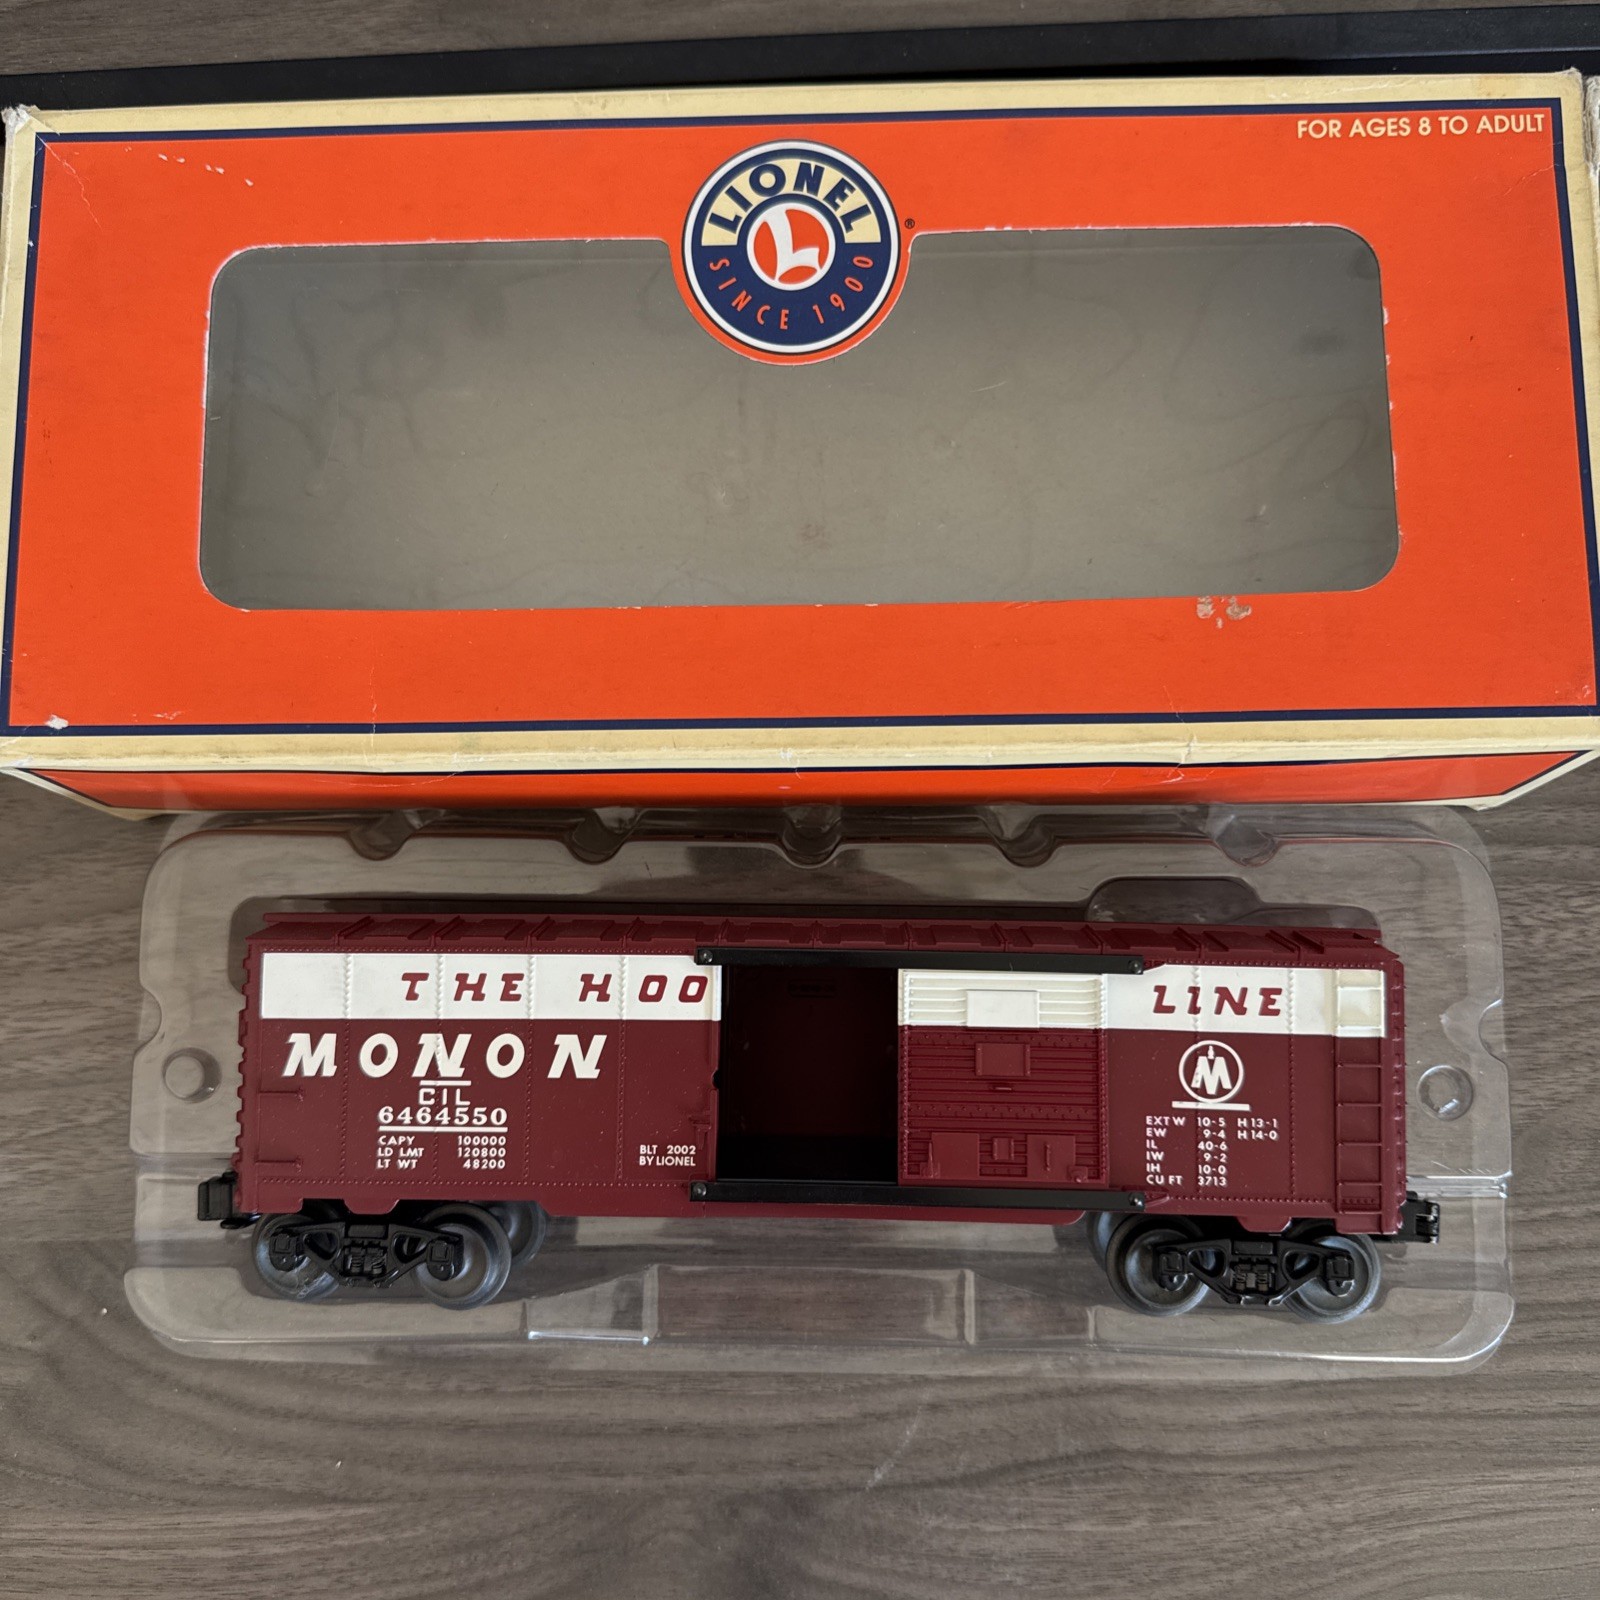 FOR AGES 8 TO ADULT
LIONEL
L
SINCE 1900
®
THE HOO
LINE
MONON
CIL
6464550
CAPY 100000
LD LMT 120800
LT WT 48200
BLT 2002
BY LIONEL
M
EXT W 10-5 H 13-1
EW 9-4 H 14-0
IL 40-6
IW 9-2
IH 10-0
CU FT 3713